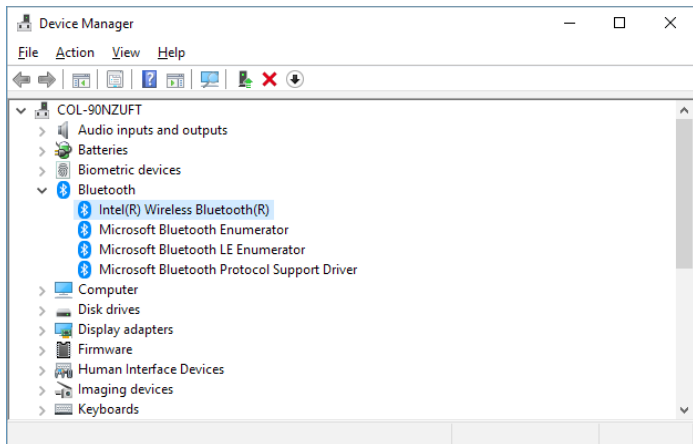 Device Manager
File Action View Help
COL-90NZUFT
Audio inputs and outputs
Batteries
Biometric devices
Bluetooth
Intel(R) Wireless Bluetooth(R)
Microsoft Bluetooth Enumerator
Microsoft Bluetooth LE Enumerator
Microsoft Bluetooth Protocol Support Driver
Computer
Disk drives
Display adapters
Firmware
Human Interface Devices
Imaging devices
Keyboards